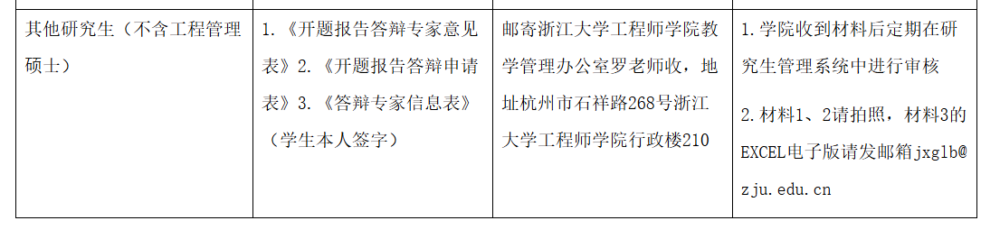 其他研究生（不含工程管理
硕士）
1.《开题报告答辩专家意见
表》2.《开题报告答辩申请
表》3.《答辩专家信息表》
（学生本人签字）
邮寄浙江大学工程师学院教
学管理办公室罗老师收，地
址杭州市石祥路268号浙江
大学工程师学院行政楼210
1.学院收到材料后定期在研
究生管理系统中进行审核
2.材料1、2请拍照，材料3的
EXCEL电子版请发邮箱jxglb@
zju.edu.cn